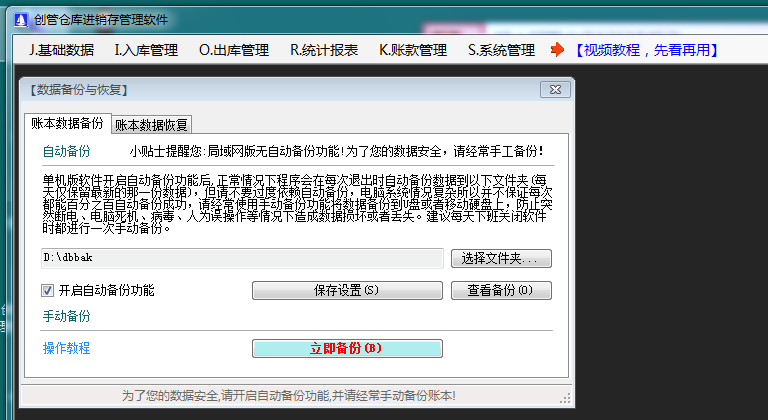 创管仓库进销存管理软件
J.基础数据 I.入库管理 O.出库管理 R.统计报表 K.账款管理 S.系统管理 【视频教程，先看再用】
【数据备份与恢复】
账本数据备份 账本数据恢复
自动备份 小贴士提醒您:局域网版无自动备份功能!为了您的数据安全，请经常手工备份!
单机版软件开启自动备份功能后,正常情况下程序会在每次退出时自动备份数据到以下文件夹(每
天仅保留最新的那一份数据)，但请不要过度依赖自动备份，电脑系统情况复杂所以并不保证每次
都能百分之百自动备份成功，请经常使用手动备份功能将数据备份到U盘或者移动硬盘上，防止突
然断电、电脑死机、病毒、人为误操作等情况下造成数据损坏或者丢失。建议每天下班关闭软件
时都进行一次手动备份。
D:\dbbak 选择文件夹...
开启自动备份功能 保存设置(S) 查看备份(O)
手动备份
操作教程 立即备份(B)
为了您的数据安全,请开启自动备份功能,并请经常手动备份账本!